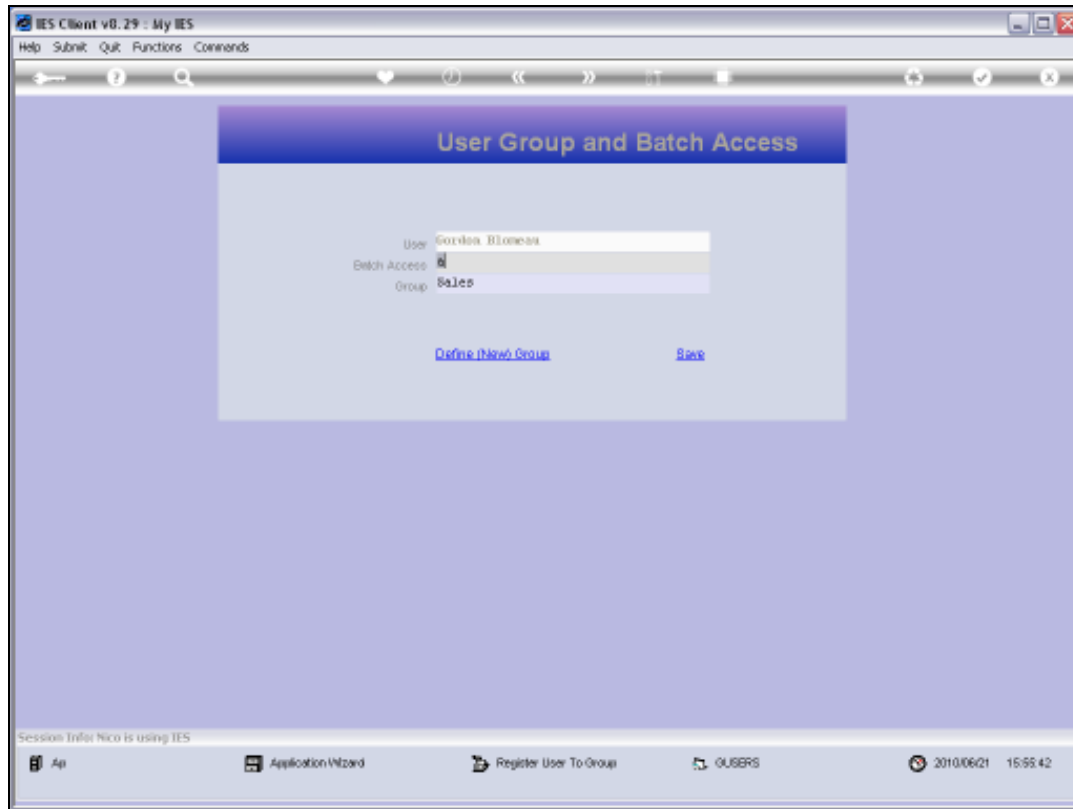 IES Client v8.29 : My IES
Help Submit Quit Functions Commands
User Group and Batch Access
User Gordon Blomeau
Batch Access
Group Sales
Define (New) Group Save
Session Info: Nico is using IES
Ap Application Wizard Register User To Group GUSERS 2010/06/21 15:55:42